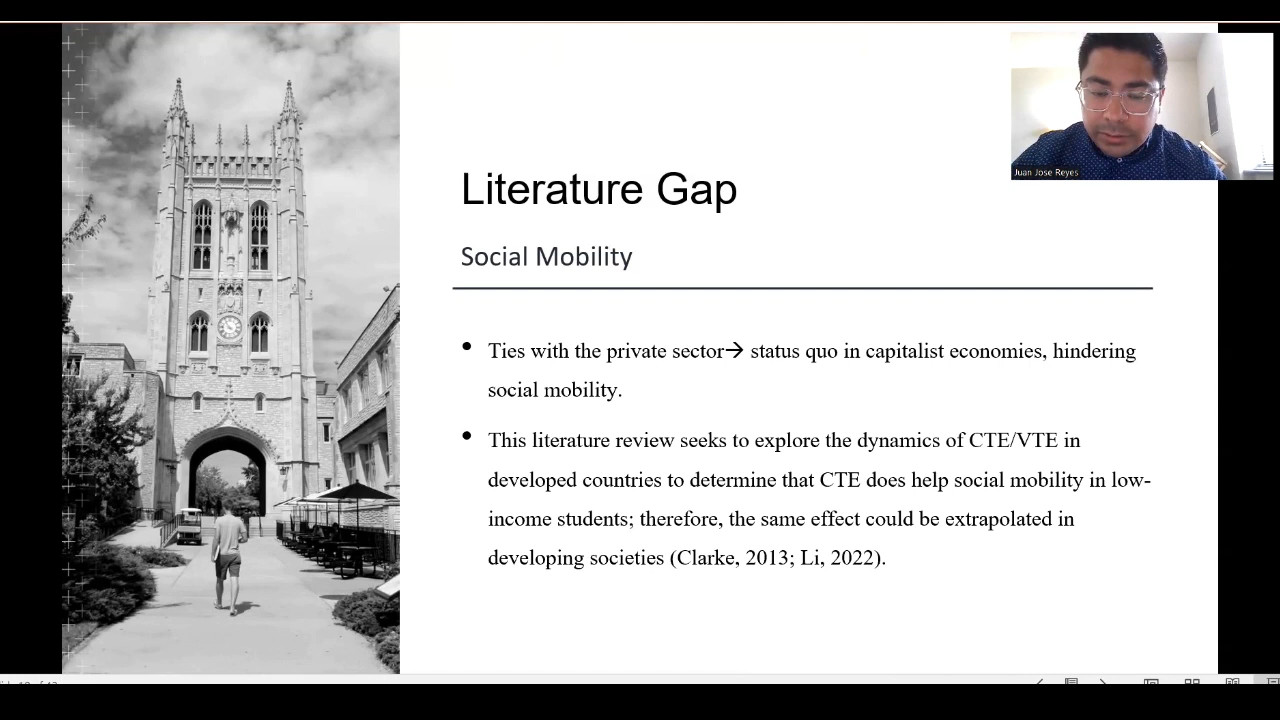 Juan Jose Reyes
Literature Gap
Social Mobility
• Ties with the private sector→ status quo in capitalist economies, hindering
social mobility.
• This literature review seeks to explore the dynamics of CTE/VTE in
developed countries to determine that CTE does help social mobility in low-
income students; therefore, the same effect could be extrapolated in
developing societies (Clarke, 2013; Li, 2022).